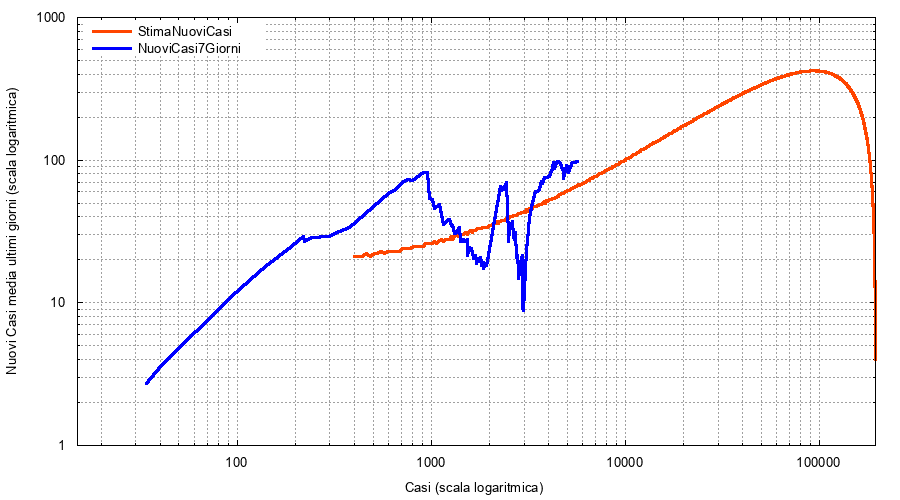 1000
StimaNuoviCasi
NuoviCasi7Giorni
100
10
1
Nuovi Casi media ultimi giorni (scala logaritmica)
100 1000 10000 100000
Casi (scala logaritmica)